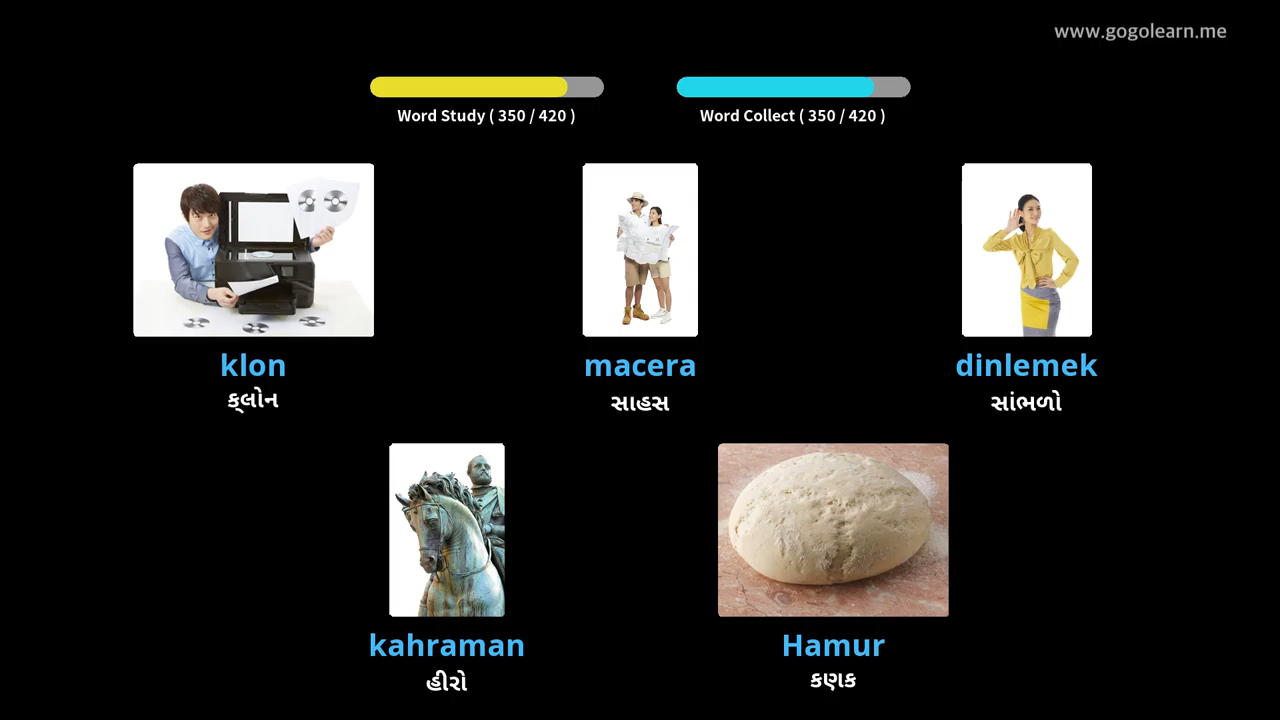 www.gogolearn.me
Word Study ( 350 / 420 )
Word Collect ( 350 / 420 )
klon
ક્લોન
macera
સાહસ
dinlemek
સાંભળો
kahraman
હીરો
Hamur
કણક